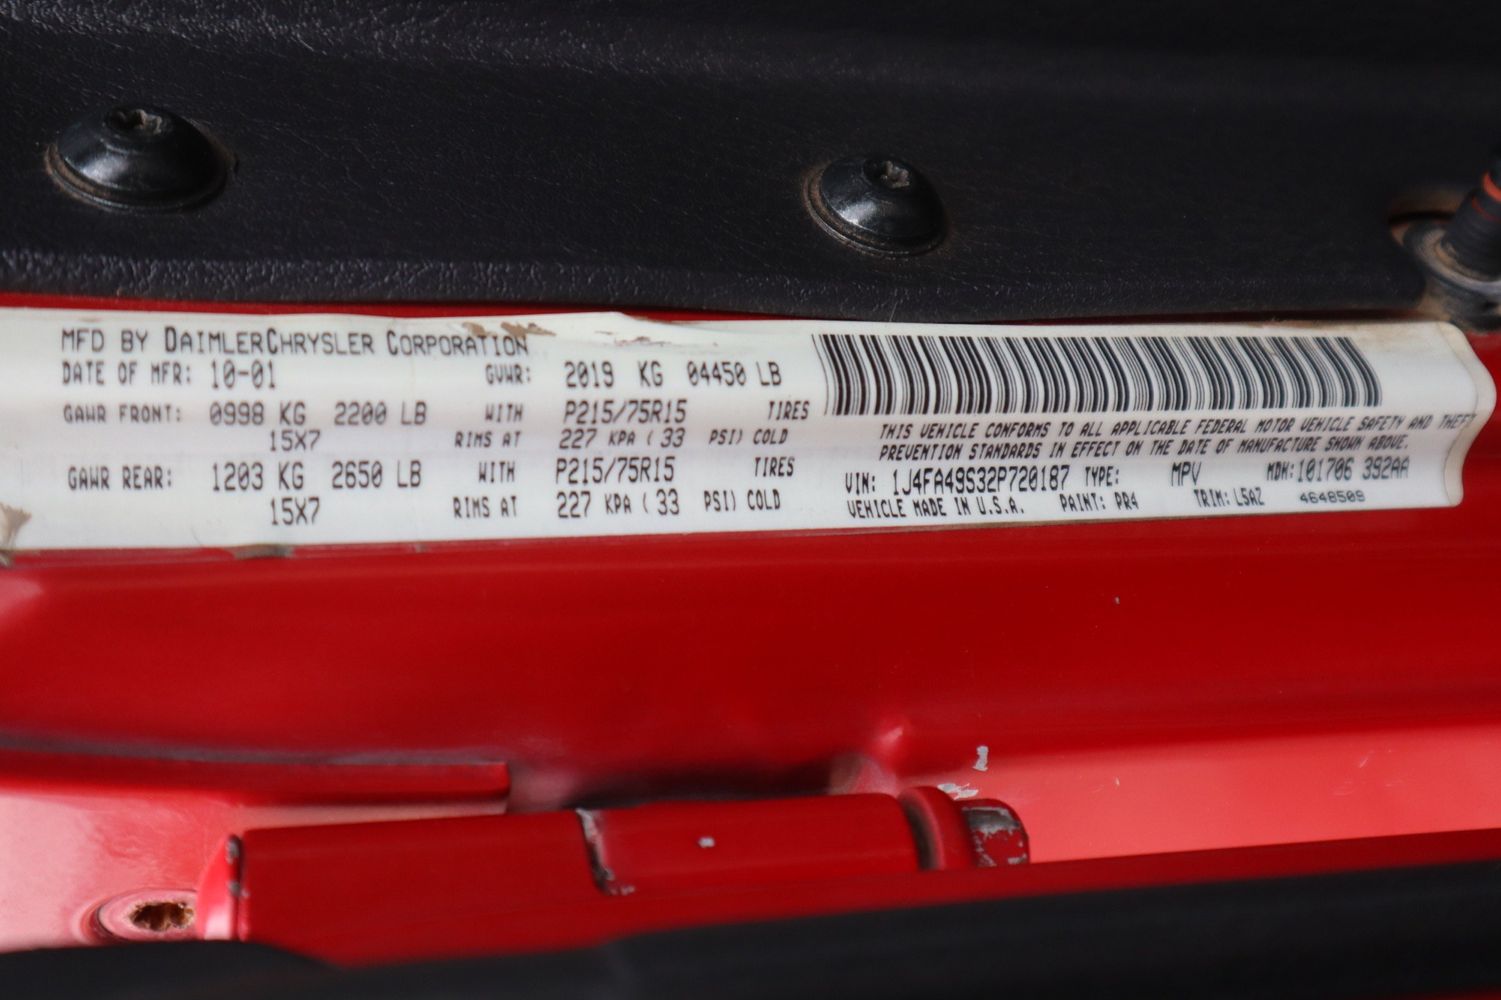 MFD BY DAIMLERCHRYSLER CORPORATION
DATE OF MFR: 10-01 GVWR: 2019 KG 04450 LB
GAWR FRONT: 0998 KG 2200 LB WITH P215/75R15 TIRES
15X7 RIMS AT 227 KPA ( 33 PSI) COLD
GAWR REAR: 1203 KG 2650 LB WITH P215/75R15 TIRES
15X7 RIMS AT 227 KPA ( 33 PSI) COLD
THIS VEHICLE CONFORMS TO ALL APPLICABLE FEDERAL MOTOR VEHICLE SAFETY AND THEFT
PREVENTION STANDARDS IN EFFECT ON THE DATE OF MANUFACTURE SHOWN ABOVE.
VIN: 1J4FA49S32P720187 TYPE: MPV MDH:101706 392AA
VEHICLE MADE IN U.S.A. PAINT: PR4 TRIM: L5AZ 4648509